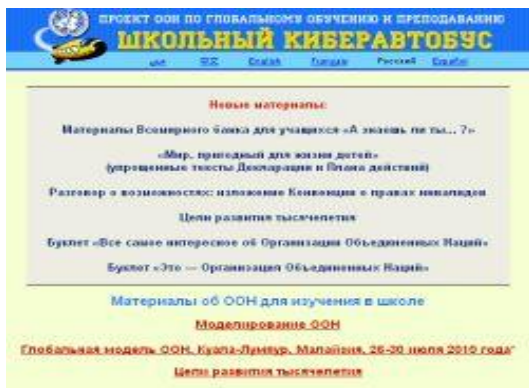 ПРОЕКТ ООН ПО ГЛОБАЛЬНОМУ ОБУЧЕНИЮ И ПРЕПОДАВАНИЮ
ШКОЛЬНЫЙ КИБЕРАВТОБУС
中文 English Français Русский Español
Новые материалы:
Материалы Всемирного банка для учащихся «А знаешь ли ты... ?»
«Мир, пригодный для жизни детей»
(упрощенные тексты Декларации и Плана действий)
Разговор о возможностях: изложение Конвенции о правах инвалидов
Цели развития тысячелетия
Буклет «Все самое интересное об Организации Объединенных Наций»
Буклет «Это — Организация Объединенных Наций»
Материалы об ООН для изучения в школе
Моделирование ООН
Глобальная модель ООН, Куала-Лумпур, Малайзия, 26-30 июля 2010 года"
Цели развития тысячелетия